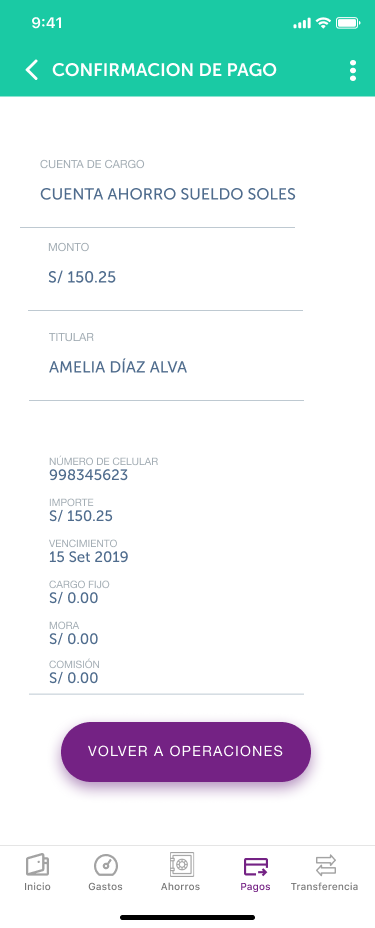 9:41
CONFIRMACION DE PAGO
CUENTA DE CARGO
CUENTA AHORRO SUELDO SOLES
MONTO
S/ 150.25
TITULAR
AMELIA DÍAZ ALVA
NÚMERO DE CELULAR
998345623
IMPORTE
S/ 150.25
VENCIMIENTO
15 Set 2019
CARGO FIJO
S/ 0.00
MORA
S/ 0.00
COMISIÓN
S/ 0.00
VOLVER A OPERACIONES
Inicio Gastos Ahorros Pagos Transferencia